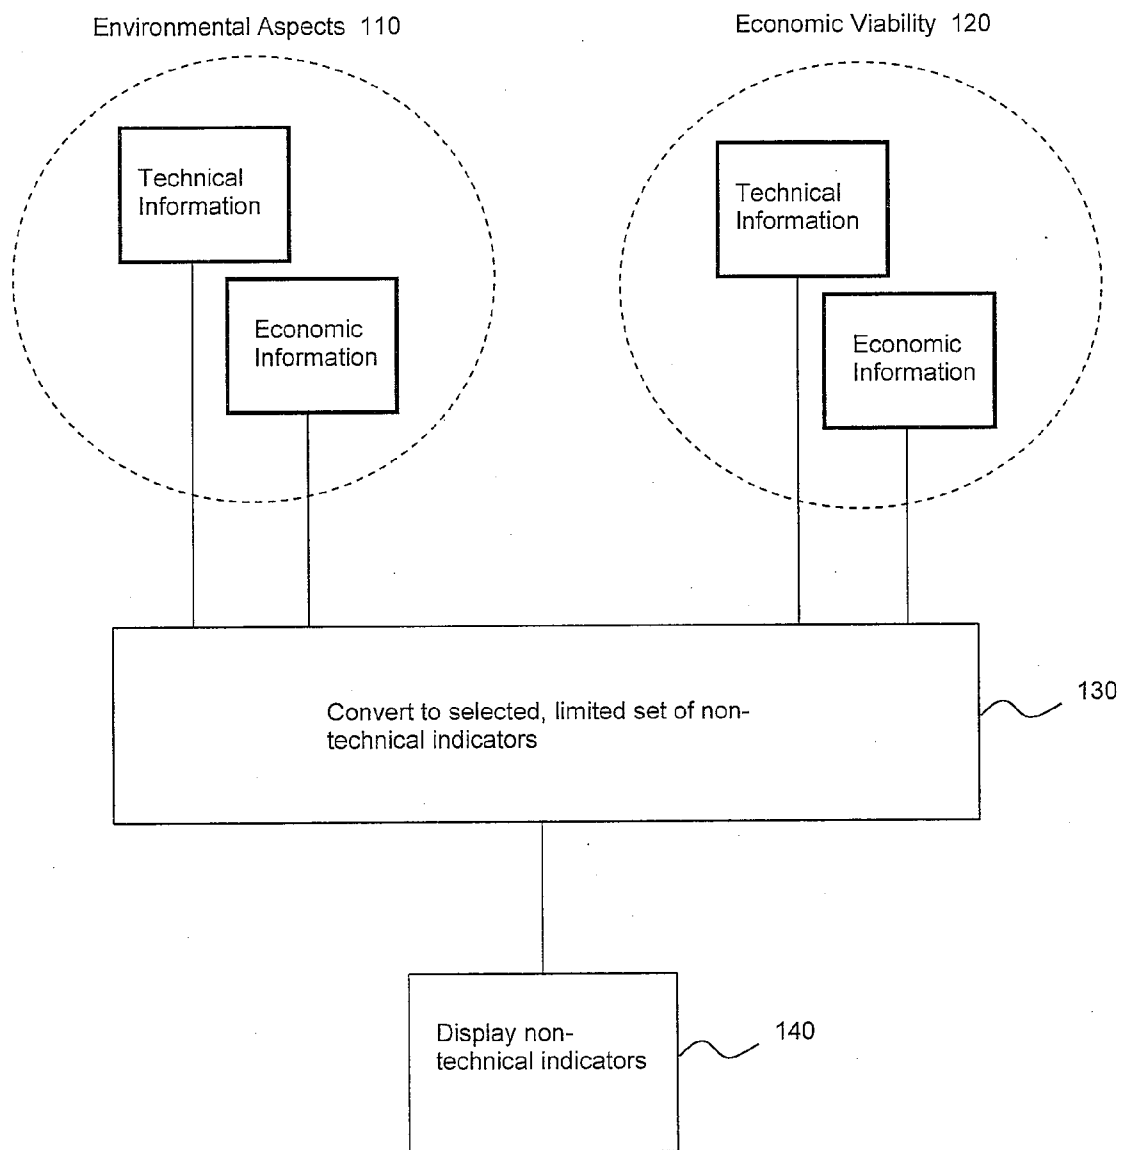 Environmental Aspects 110
Economic Viability 120
Technical
Information
Economic
Information
Technical
Information
Economic
Information
Convert to selected, limited set of non-
technical indicators
130
Display non-
technical indicators
140